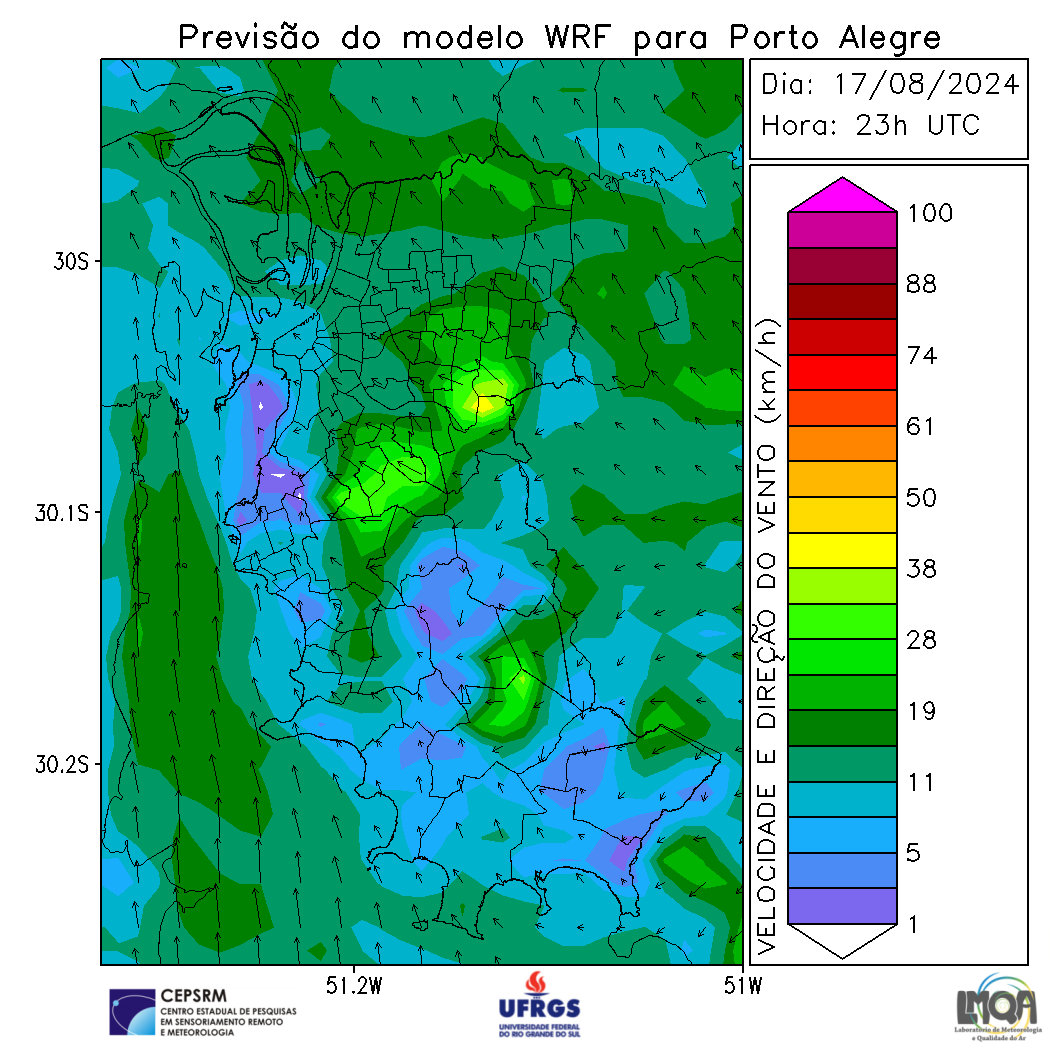 Previsão do modelo WRF para Porto Alegre
Dia: 17/08/2024
Hora: 23h UTC
30S
30.1S
30.2S
51.2W
51W
VELOCIDADE E DIREÇÃO DO VENTO (km/h)
100
88
74
61
50
38
28
19
11
5
1
CEPSRM
CENTRO ESTADUAL DE PESQUISAS
EM SENSORIAMENTO REMOTO
E METEOROLOGIA
UFRGS
UNIVERSIDADE FEDERAL
DO RIO GRANDE DO SUL
LMQA
Laboratório de Meteorologia
e Qualidade do Ar